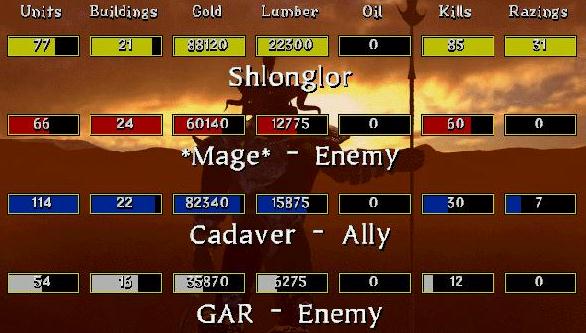 Units Buildings Gold Lumber Oil Kills Razings
77 21 88120 22300 0 85 31
Shlonglor
66 24 60140 12775 0 60 0
*Mage* - Enemy
114 22 82340 15875 0 30 7
Cadaver - Ally
54 16 35870 6275 0 12 0
GAR - Enemy